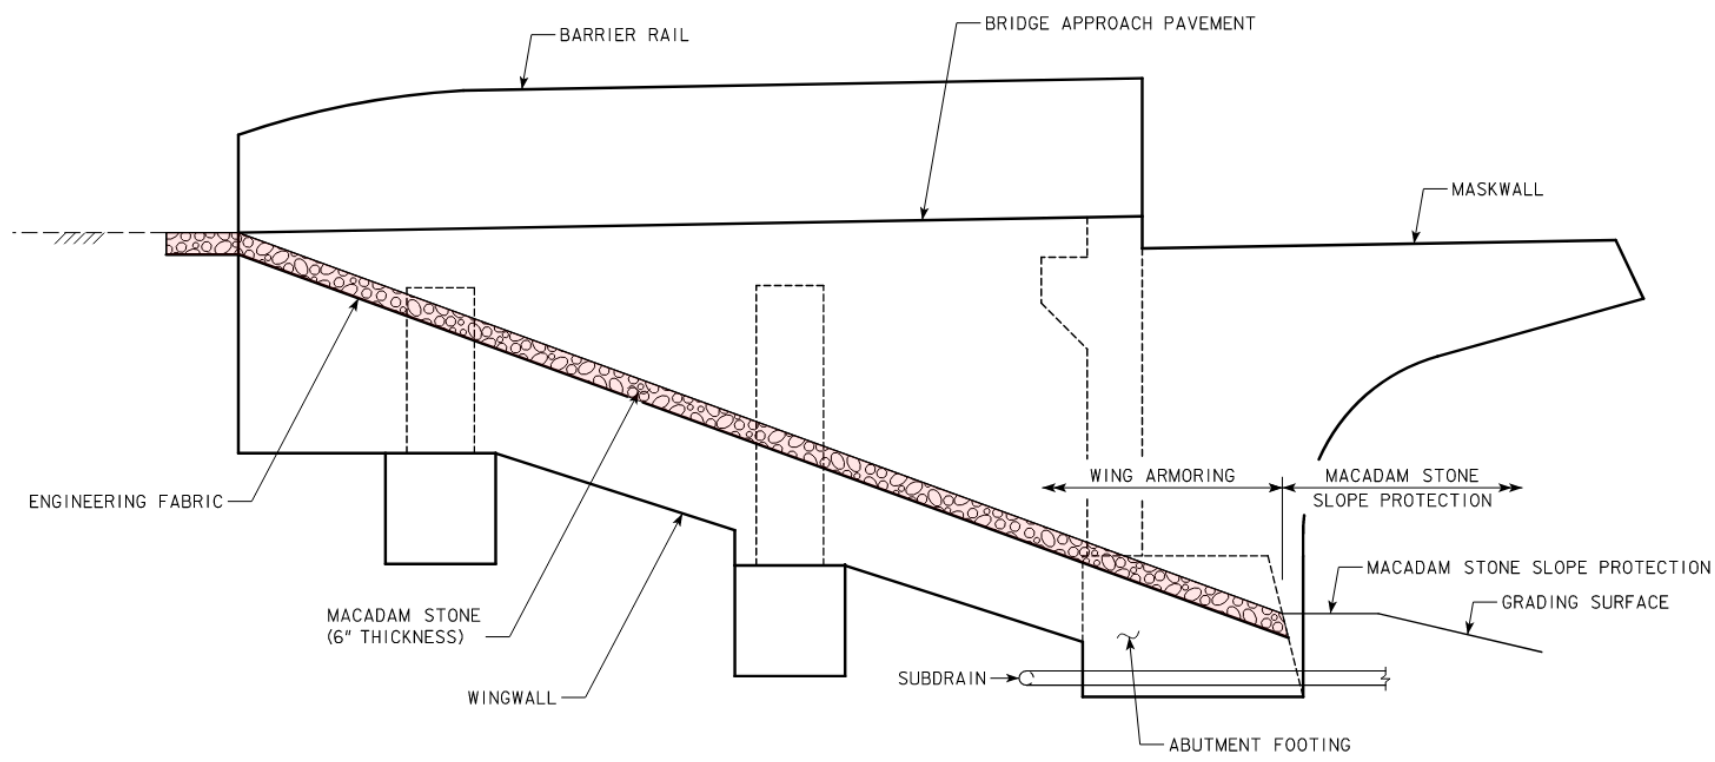 BRIDGE APPROACH PAVEMENT
BARRIER RAIL
MASKWALL
WING ARMORING
MACADAM STONE
SLOPE PROTECTION
ENGINEERING FABRIC
MACADAM STONE SLOPE PROTECTION
GRADING SURFACE
MACADAM STONE
(6" THICKNESS)
SUBDRAIN
WINGWALL
ABUTMENT FOOTING